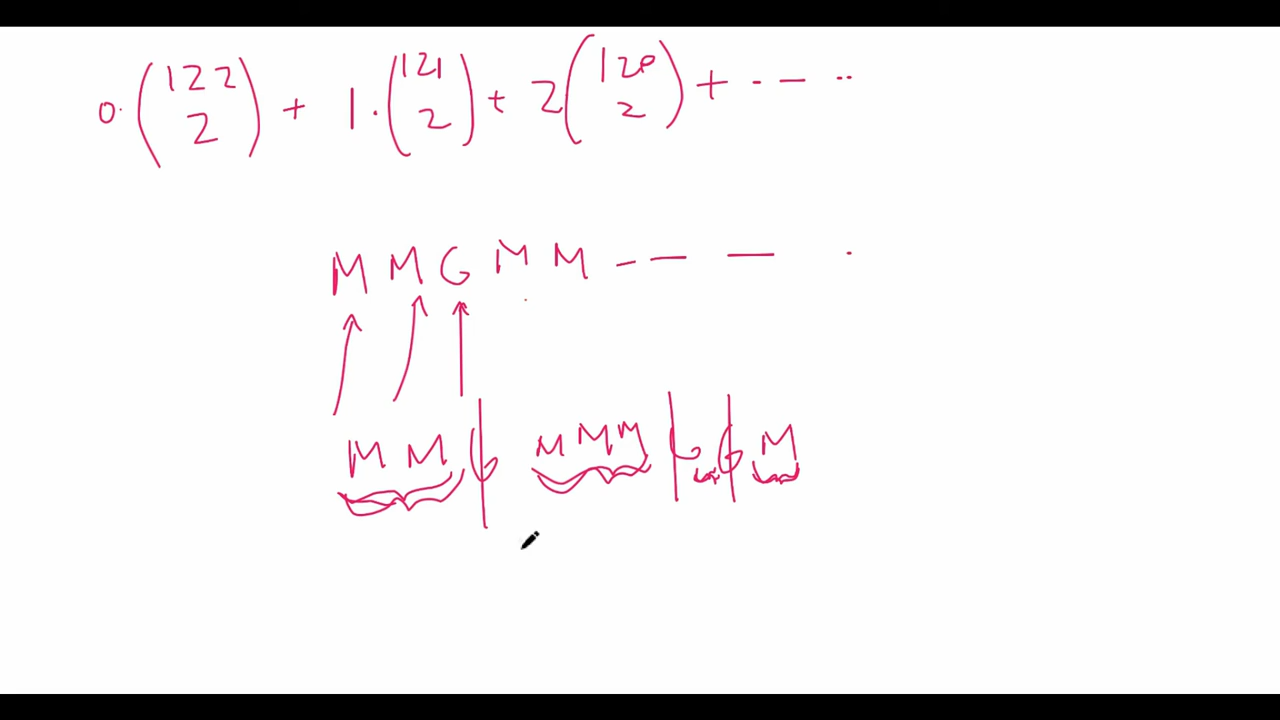 0· (122 2) + 1· (121 2) + 2 (120 2) + - - - -
M M G M M - - - ·
M M G M M M G G M